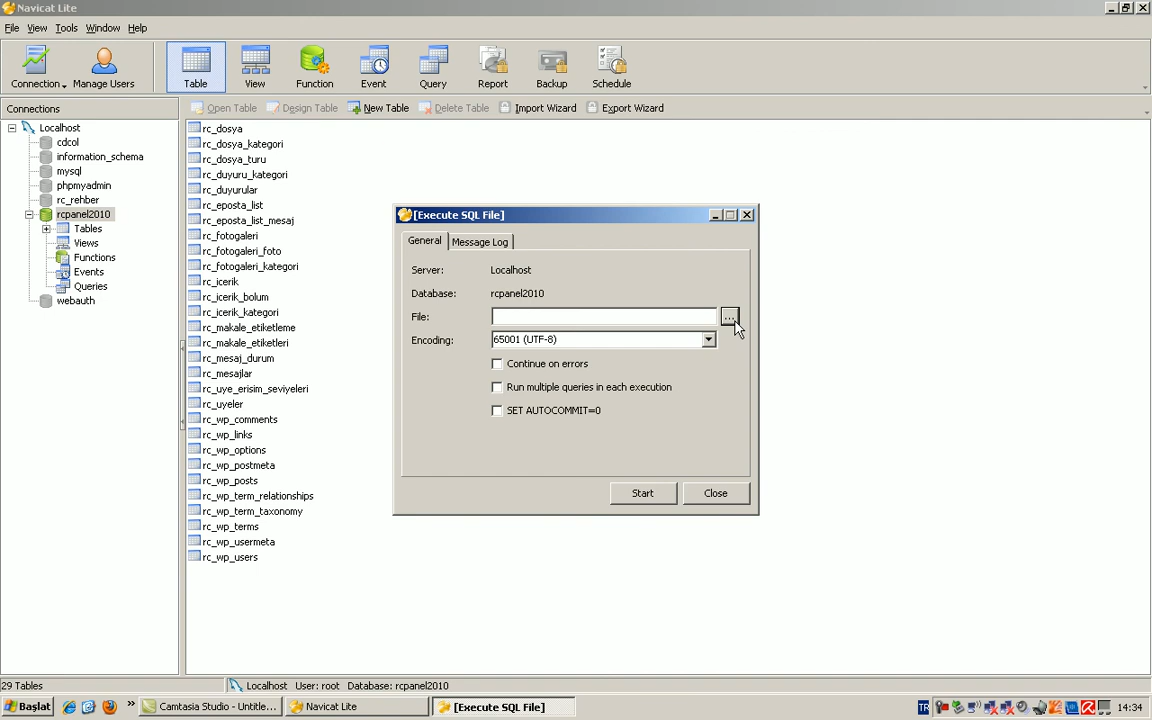 Navicat Lite
File View Tools Window Help
Connection Manage Users Table View Function Event Query Report Backup Schedule
Connections
Open Table Design Table New Table Delete Table Import Wizard Export Wizard
Localhost
cdcol
information_schema
mysql
phpmyadmin
rc_rehber
rcpanel2010
Tables
Views
Functions
Events
Queries
webauth
rc_dosya
rc_dosya_kategori
rc_dosya_turu
rc_duyuru_kategori
rc_duyurular
rc_eposta_list
rc_eposta_list_mesaj
rc_fotogaleri
rc_fotogaleri_foto
rc_fotogaleri_kategori
rc_icerik
rc_icerik_bolum
rc_icerik_kategori
rc_makale_etiketleme
rc_makale_etiketleri
rc_mesaj_durum
rc_mesajlar
rc_uye_erisim_seviyeleri
rc_uyeler
rc_wp_comments
rc_wp_links
rc_wp_options
rc_wp_postmeta
rc_wp_posts
rc_wp_term_relationships
rc_wp_term_taxonomy
rc_wp_terms
rc_wp_usermeta
rc_wp_users
[Execute SQL File]
General Message Log
Server: Localhost
Database: rcpanel2010
File: ...
Encoding: 65001 (UTF-8)
Continue on errors
Run multiple queries in each execution
SET AUTOCOMMIT=0
Start Close
29 Tables Localhost User: root Database: rcpanel2010
Başlat Camtasia Studio - Untitle... Navicat Lite [Execute SQL File] TR 14:34